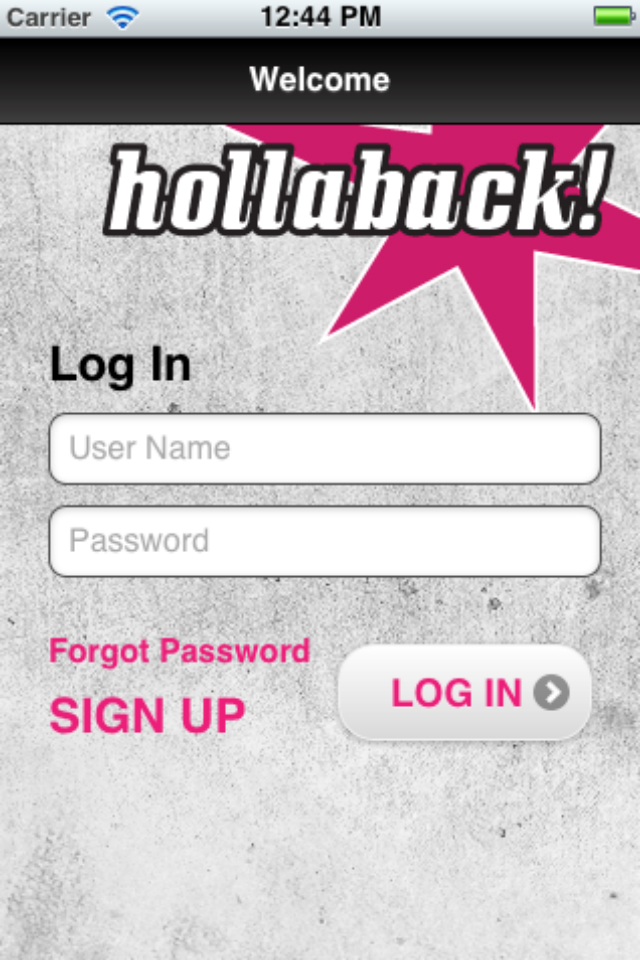 Carrier 12:44 PM
Welcome
hollaback!
Log In
User Name
Password
Forgot Password
SIGN UP
LOG IN